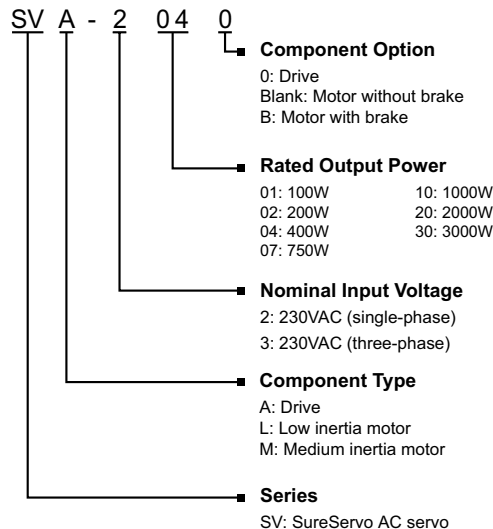 SV A - 2 04 0
Component Option
0: Drive
Blank: Motor without brake
B: Motor with brake
Rated Output Power
01: 100W 10: 1000W
02: 200W 20: 2000W
04: 400W 30: 3000W
07: 750W
Nominal Input Voltage
2: 230VAC (single-phase)
3: 230VAC (three-phase)
Component Type
A: Drive
L: Low inertia motor
M: Medium inertia motor
Series
SV: SureServo AC servo